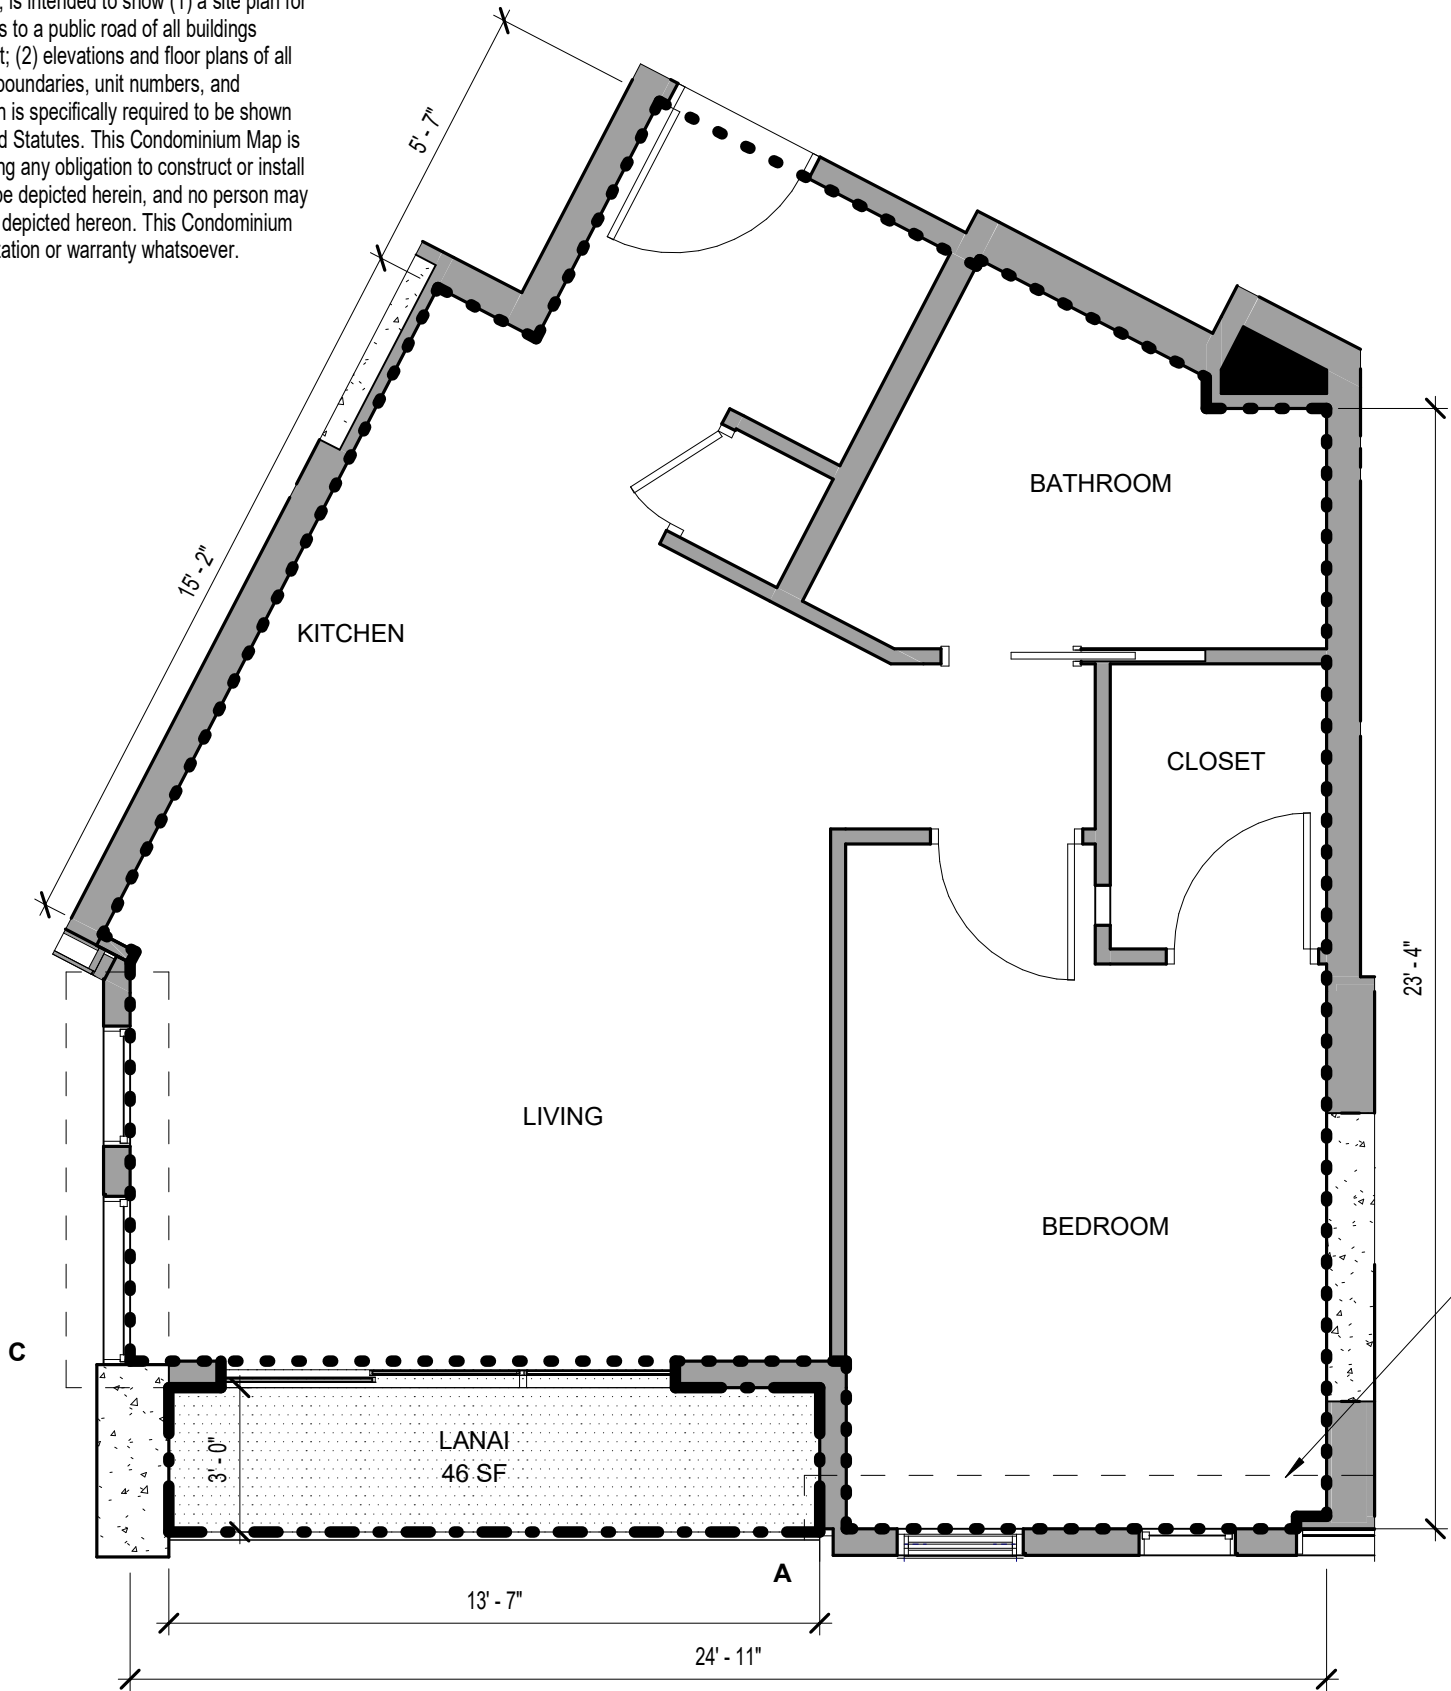 , is intended to show (1) a site plan for
s to a public road of all buildings
t; (2) elevations and floor plans of all
boundaries, unit numbers, and
n is specifically required to be shown
d Statutes. This Condominium Map is
ng any obligation to construct or install
be depicted herein, and no person may
depicted hereon. This Condominium
tation or warranty whatsoever.
5' - 7"
15' - 2"
BATHROOM
KITCHEN
CLOSET
23' - 4"
LIVING
BEDROOM
C
LANAI
46 SF
3' - 0"
A
13' - 7"
24' - 11"